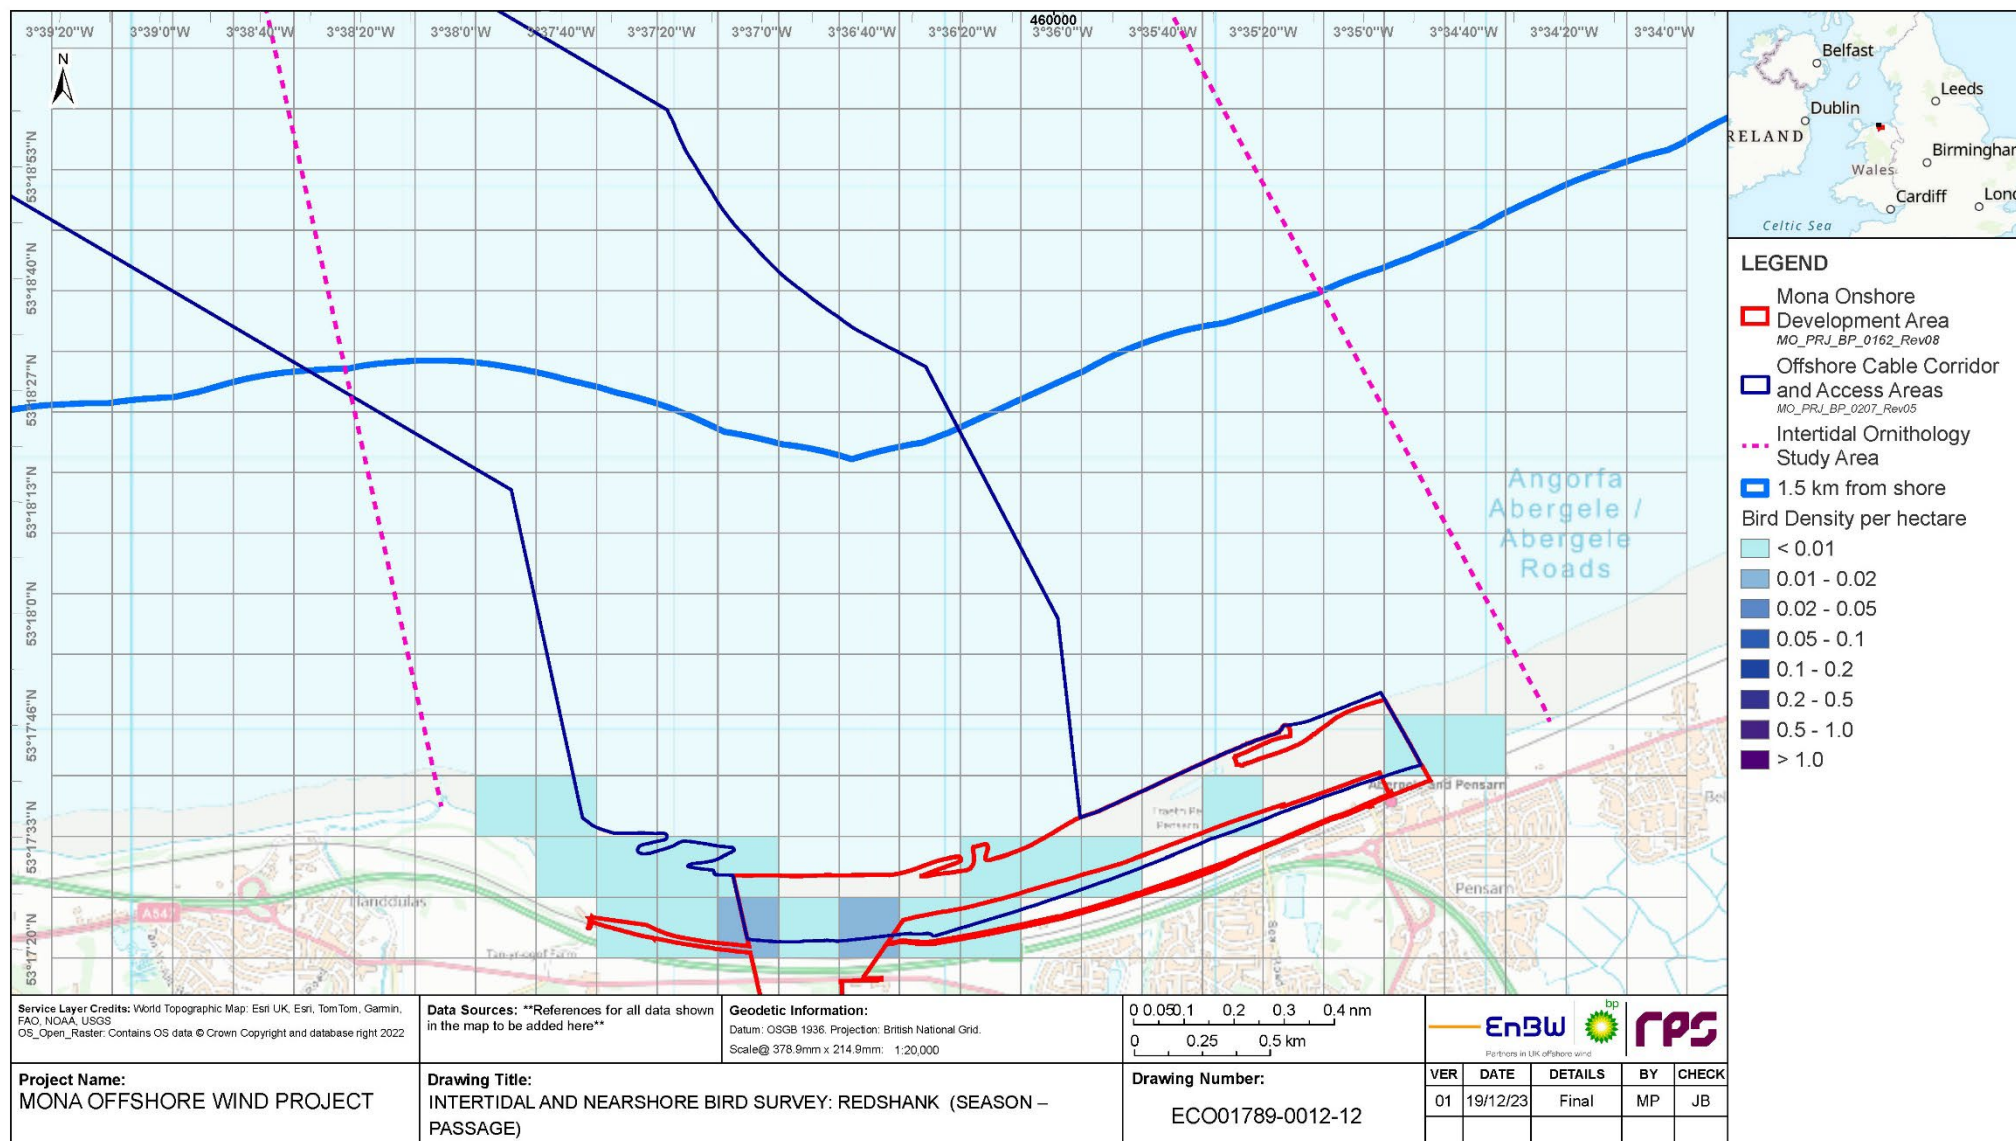 460000
3°39'20"W 3°39'0"W 3°38'40"W 3°38'20"W 3°37'40"W 3°37'20"W 3°37'0"W 3°36'40"W 3°36'20"W 3°36'0"W 3°35'40"W 3°35'20"W 3°35'0"W 3°34'40"W 3°34'20"W 3°34'0"W
N
53°18'53"N
53°18'40"N
53°18'27"N
53°18'13"N
53°18'0"N
53°17'46"N
53°17'33"N
53°17'20"N
Angorfa
Abergele /
Abergele
Roads
Abergele and Pensarn
Traeth Pe
Pensarn
Pensarn
Bel
Llanddulas
A547
Tan-yr-ogof Farm
Belfast
Leeds
Dublin
RELAND
Birminghar
Wales
Cardiff
Lond
Celtic Sea
LEGEND
Mona Onshore
Development Area
MO_PRJ_BP_0162_Rev08
Offshore Cable Corridor
and Access Areas
MO_PRJ_BP_0207_Rev05
Intertidal Ornithology
Study Area
1.5 km from shore
Bird Density per hectare
< 0.01
0.01 - 0.02
0.02 - 0.05
0.05 - 0.1
0.1 - 0.2
0.2 - 0.5
0.5 - 1.0
> 1.0
Service Layer Credits: World Topographic Map: Esri UK, Esri, TomTom, Garmin,
FAO, NOAA, USGS
OS_Open_Raster: Contains OS data © Crown Copyright and database right 2022
Data Sources: **References for all data shown
in the map to be added here**
Geodetic Information:
Datum: OSGB 1936. Projection: British National Grid.
Scale@ 378.9mm x 214.9mm: 1:20,000
0 0.05 0.1 0.2 0.3 0.4 nm
0 0.25 0.5 km
EnBW
bp
Partners in UK offshore wind
rps
Project Name:
MONA OFFSHORE WIND PROJECT
Drawing Title:
INTERTIDAL AND NEARSHORE BIRD SURVEY: REDSHANK (SEASON –
PASSAGE)
Drawing Number:
ECO01789-0012-12
VER DATE DETAILS BY CHECK
01 19/12/23 Final MP JB